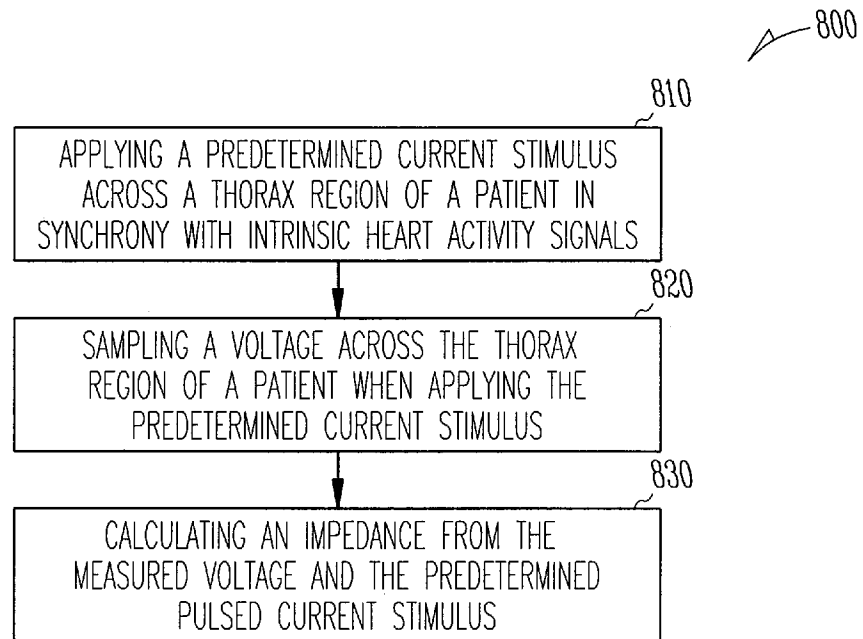 800
810
APPLYING A PREDETERMINED CURRENT STIMULUS
ACROSS A THORAX REGION OF A PATIENT IN
SYNCHRONY WITH INTRINSIC HEART ACTIVITY SIGNALS
820
SAMPLING A VOLTAGE ACROSS THE THORAX
REGION OF A PATIENT WHEN APPLYING THE
PREDETERMINED CURRENT STIMULUS
830
CALCULATING AN IMPEDANCE FROM THE
MEASURED VOLTAGE AND THE PREDETERMINED
PULSED CURRENT STIMULUS